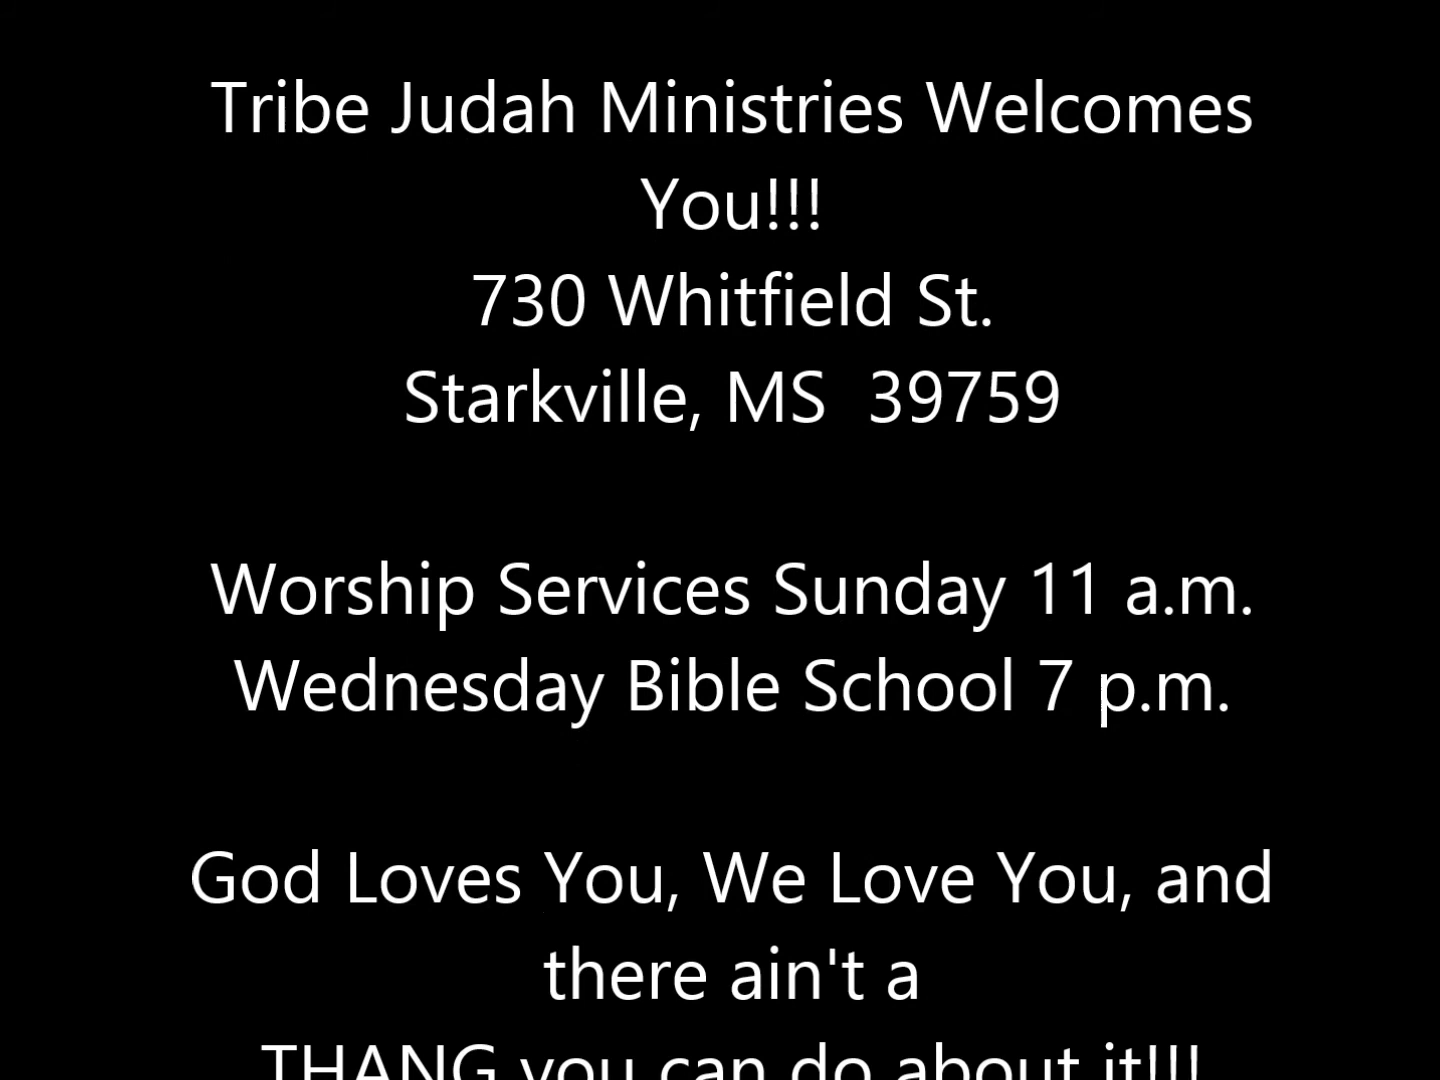 Tribe Judah Ministries Welcomes
You!!!
730 Whitfield St.
Starkville, MS  39759
Worship Services Sunday 11 a.m.
Wednesday Bible School 7 p.m.
God Loves You, We Love You, and
there ain't a
THANG you can do about it!!!